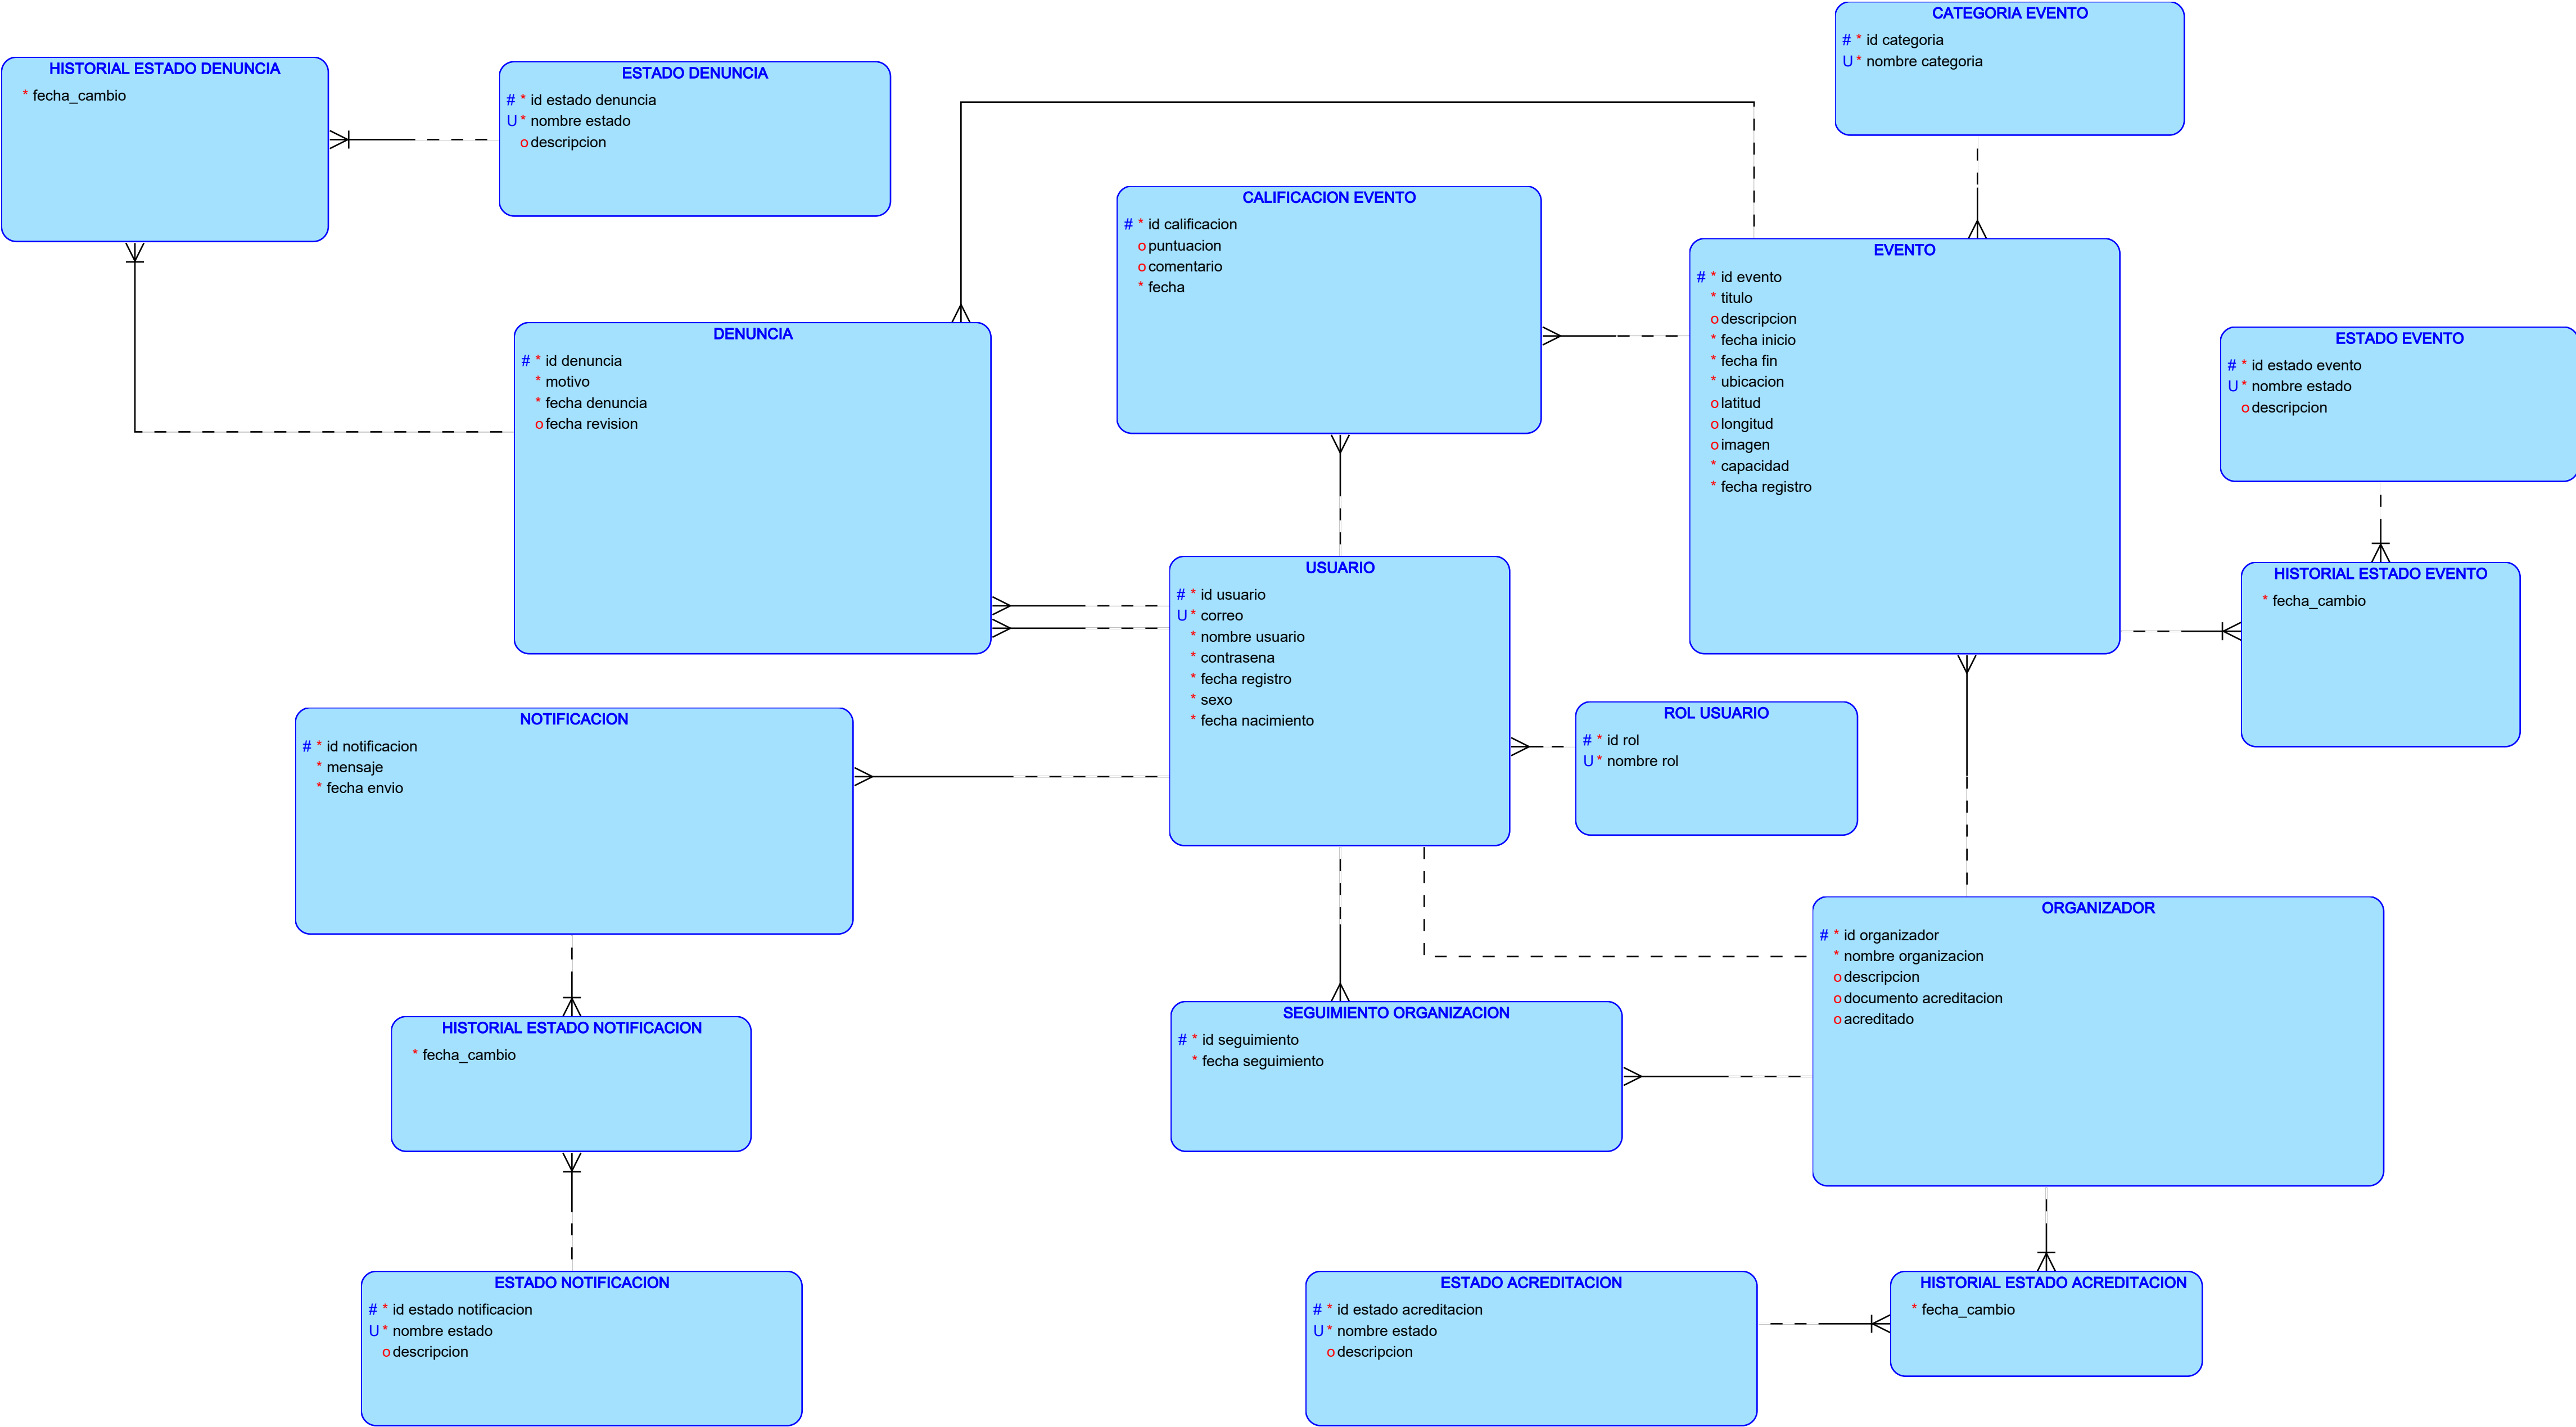 CATEGORIA EVENTO
# * id categoria
U * nombre categoria
HISTORIAL ESTADO DENUNCIA
* fecha_cambio
ESTADO DENUNCIA
# * id estado denuncia
U * nombre estado
o descripcion
CALIFICACION EVENTO
# * id calificacion
o puntuacion
o comentario
* fecha
EVENTO
# * id evento
* titulo
o descripcion
* fecha inicio
* fecha fin
* ubicacion
o latitud
o longitud
o imagen
* capacidad
* fecha registro
DENUNCIA
# * id denuncia
* motivo
* fecha denuncia
o fecha revision
ESTADO EVENTO
# * id estado evento
U * nombre estado
o descripcion
USUARIO
# * id usuario
U * correo
* nombre usuario
* contrasena
* fecha registro
* sexo
* fecha nacimiento
HISTORIAL ESTADO EVENTO
* fecha_cambio
NOTIFICACION
# * id notificacion
* mensaje
* fecha envio
ROL USUARIO
# * id rol
U * nombre rol
ORGANIZADOR
# * id organizador
* nombre organizacion
o descripcion
o documento acreditacion
o acreditado
SEGUIMIENTO ORGANIZACION
# * id seguimiento
* fecha seguimiento
HISTORIAL ESTADO NOTIFICACION
* fecha_cambio
ESTADO NOTIFICACION
# * id estado notificacion
U * nombre estado
o descripcion
ESTADO ACREDITACION
# * id estado acreditacion
U * nombre estado
o descripcion
HISTORIAL ESTADO ACREDITACION
* fecha_cambio